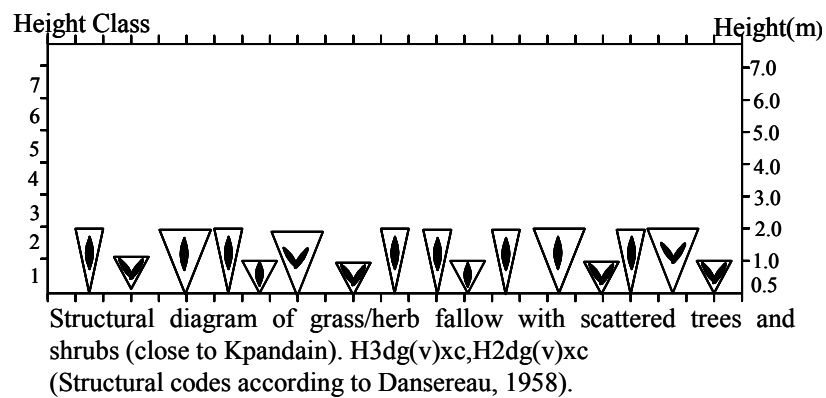 Height Class Height(m)
7 7.0
6 6.0
5 5.0
4 4.0
3 3.0
2 2.0
1 1.0
0.5
Structural diagram of grass/herb fallow with scattered trees and
shrubs (close to Kpandain). H3dg(v)xc,H2dg(v)xc
(Structural codes according to Dansereau, 1958).